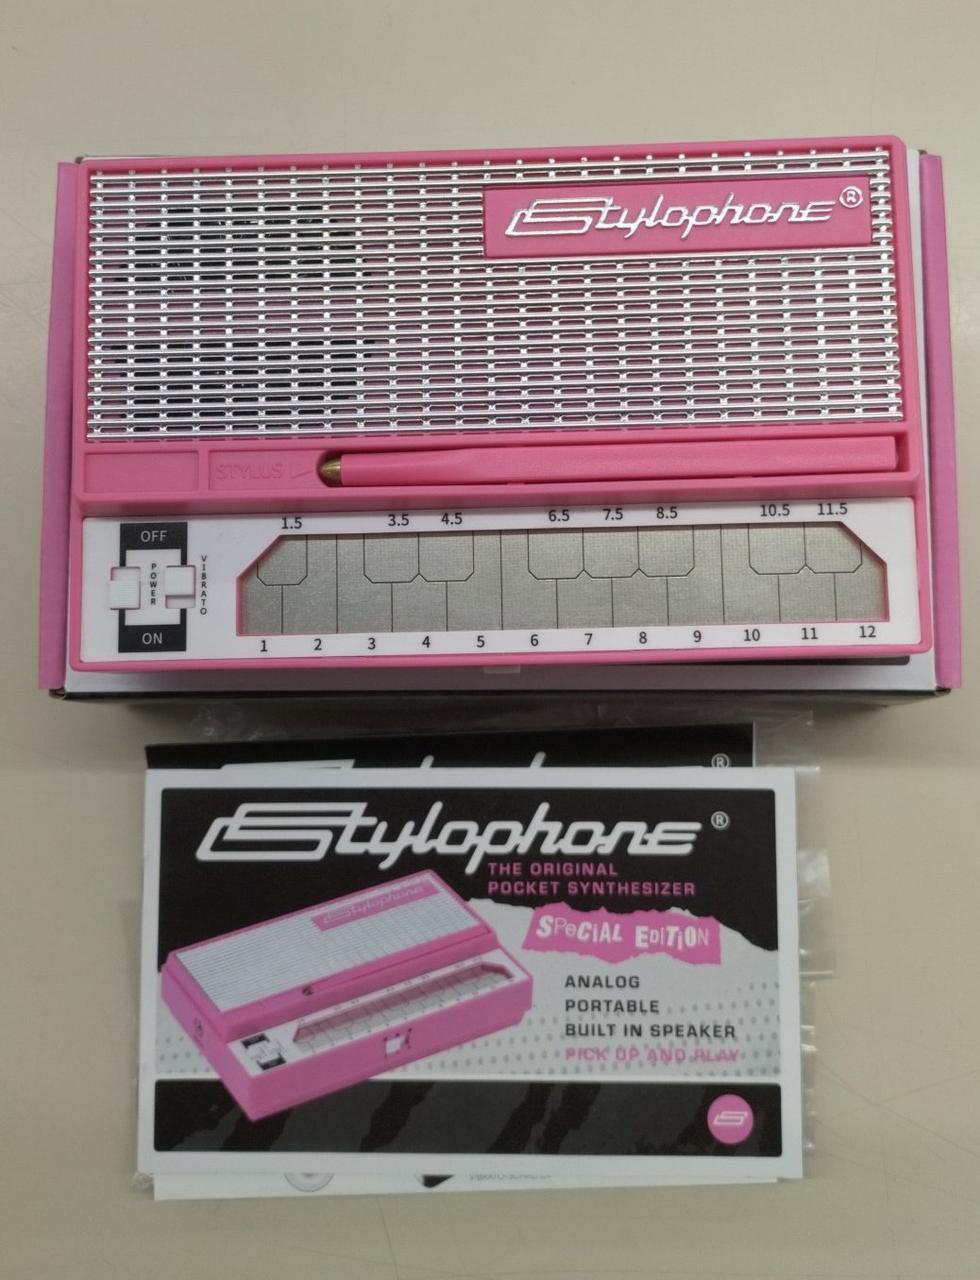 Stylophone®
STYLUS
1.5 3.5 4.5 6.5 7.5 8.5 10.5 11.5
OFF
POWER
VIBRATO
ON
1 2 3 4 5 6 7 8 9 10 11 12
®
Stylophone®
THE ORIGINAL
POCKET SYNTHESIZER
Stylophone
SPeCIAL EDITION
ANALOG
PORTABLE
BUILT IN SPEAKER
PICK UP AND PLAY